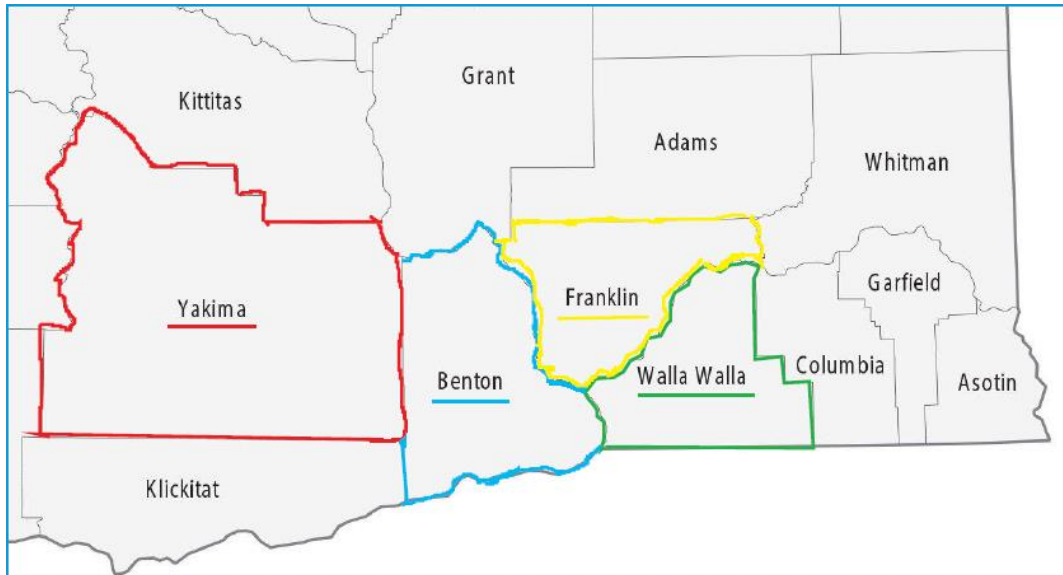 Grant
Kittitas
Adams
Whitman
Garfield
Yakima
Franklin
Columbia
Benton
Walla Walla
Asotin
Klickitat